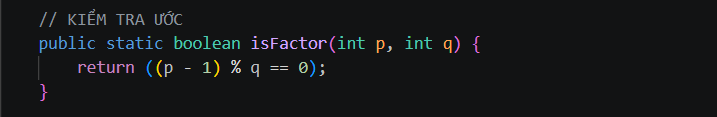 // KIỂM TRA ƯỚC
public static boolean isFactor(int p, int q) {
return ((p - 1) % q == 0);
}